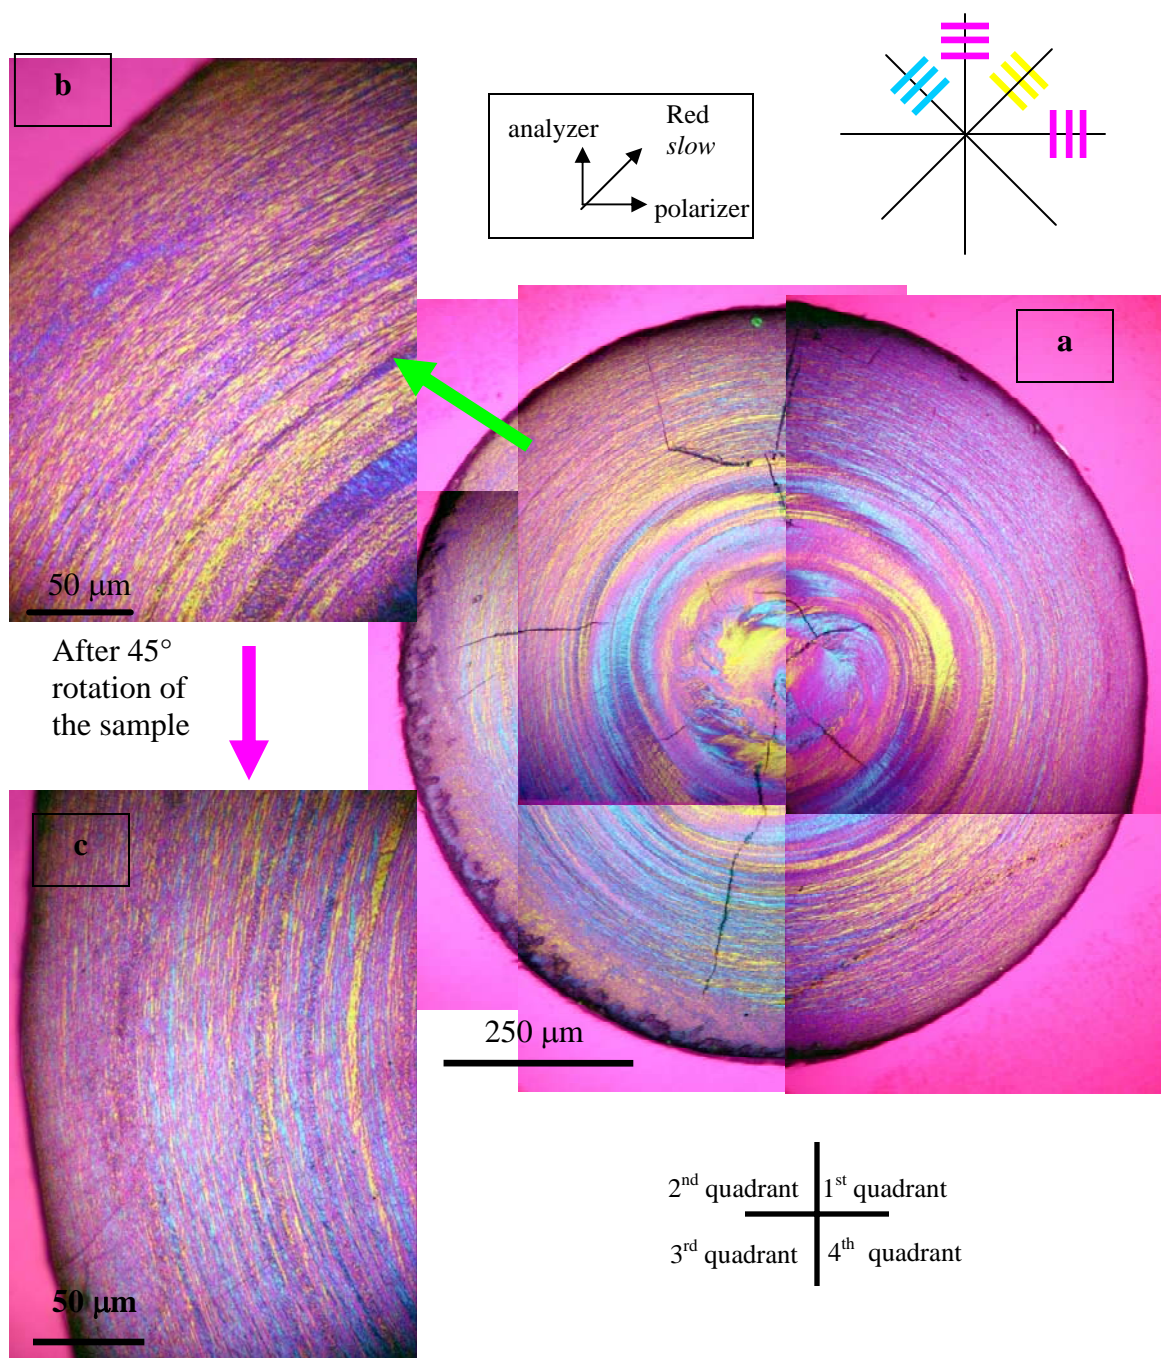 b
analyzer
Red
slow
polarizer
a
50 μm
After 45°
rotation of
the sample
c
250 μm
2nd quadrant
1st quadrant
3rd quadrant
4th quadrant
50 μm